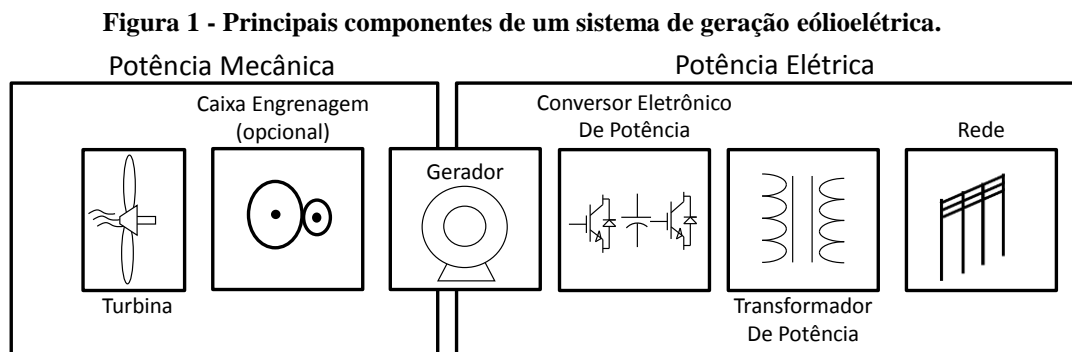 Figura 1 - Principais componentes de um sistema de geração eólioelétrica.
Potência Mecânica
Potência Elétrica
Caixa Engrenagem
(opcional)
Gerador
Conversor Eletrônico
De Potência
Rede
Turbina
Transformador
De Potência